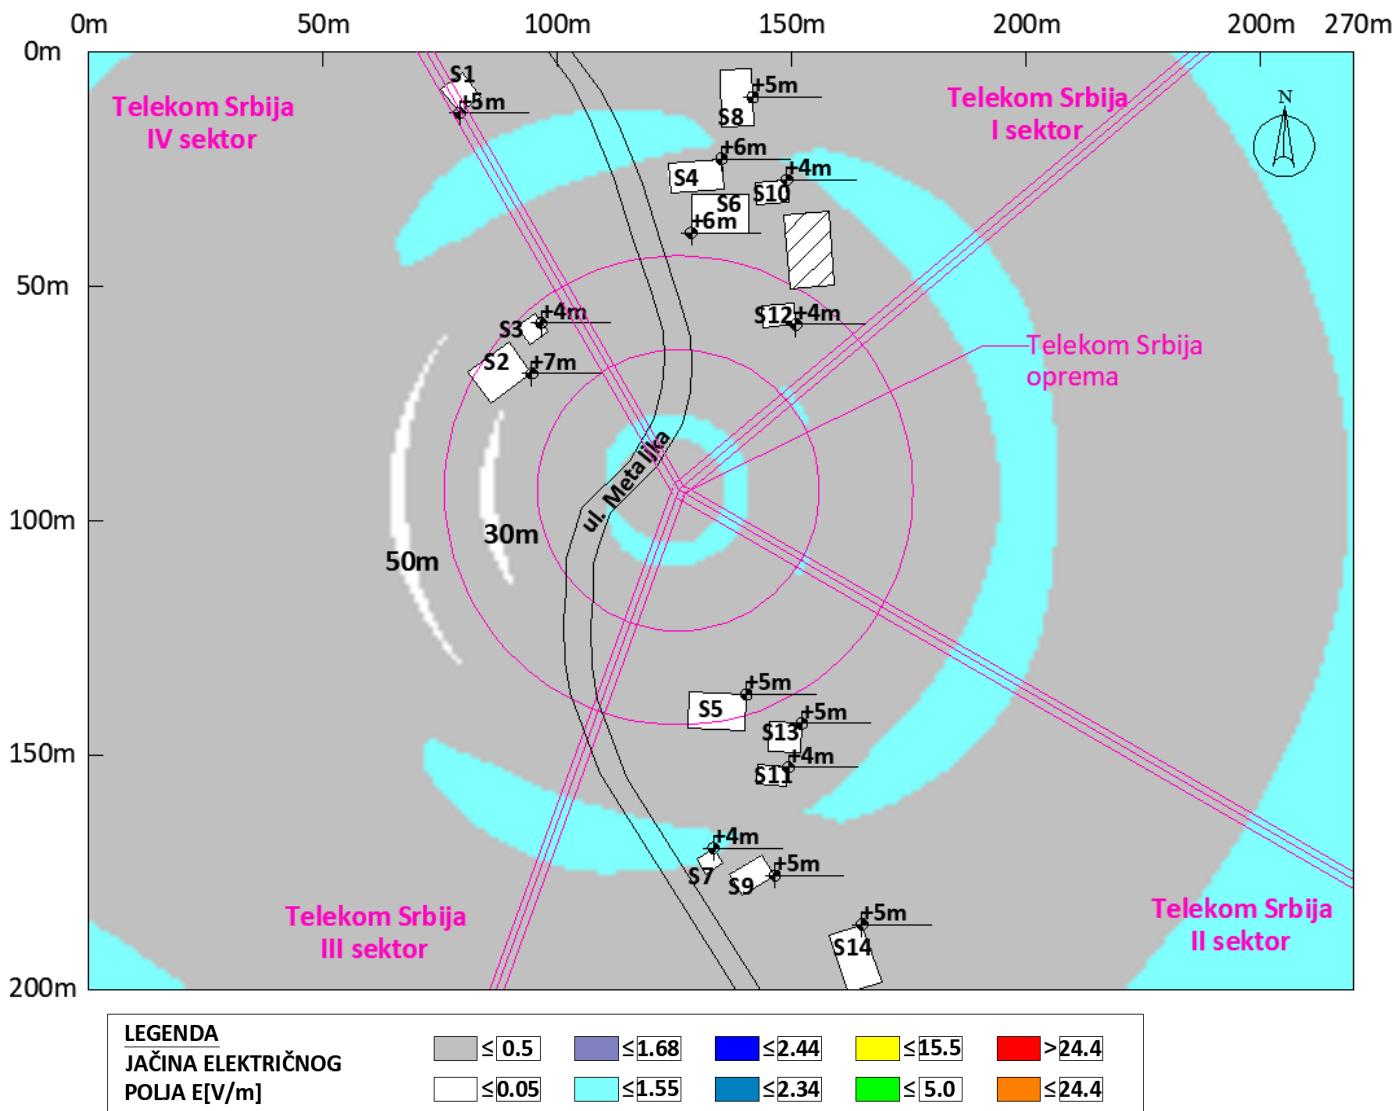 0m 50m 100m 150m 200m 200m 270m
0m
50m
100m
150m
200m
Telekom Srbija
IV sektor
Telekom Srbija
I sektor
N
S1
+5m
+5m
S8
+6m
S4
+4m
S10
S6
+6m
S12
+4m
+4m
S3
S2
+7m
Telekom Srbija
oprema
ul. Metaljka
30m
50m
+5m
S5
+5m
S13
+4m
S11
+4m
S7
+5m
S9
+5m
S14
Telekom Srbija
III sektor
Telekom Srbija
II sektor
LEGENDA
JAČINA ELEKTRIČNOG
POLJA E[V/m]
≤ 0.5 ≤1.68 ≤2.44 ≤15.5 >24.4
≤0.05 ≤1.55 ≤2.34 ≤ 5.0 ≤24.4